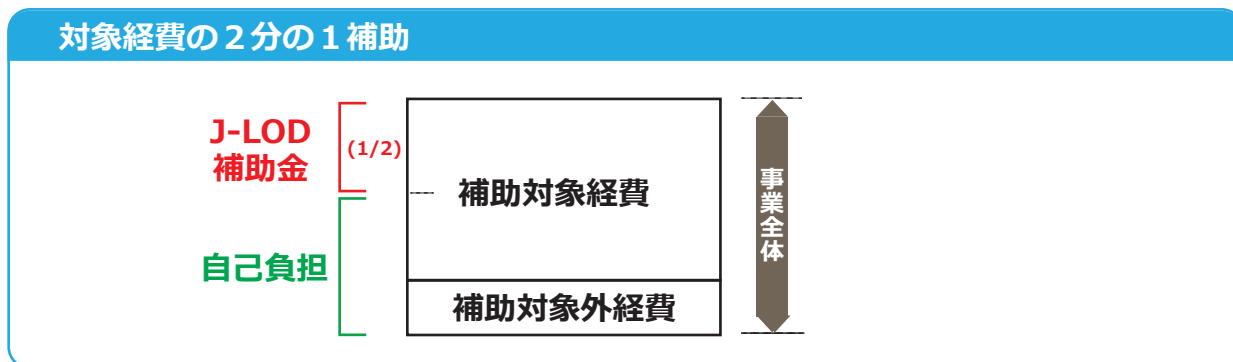 対象経費の２分の１補助
J-LOD
補助金
(1/2)
自己負担
補助対象経費
補助対象外経費
事業全体